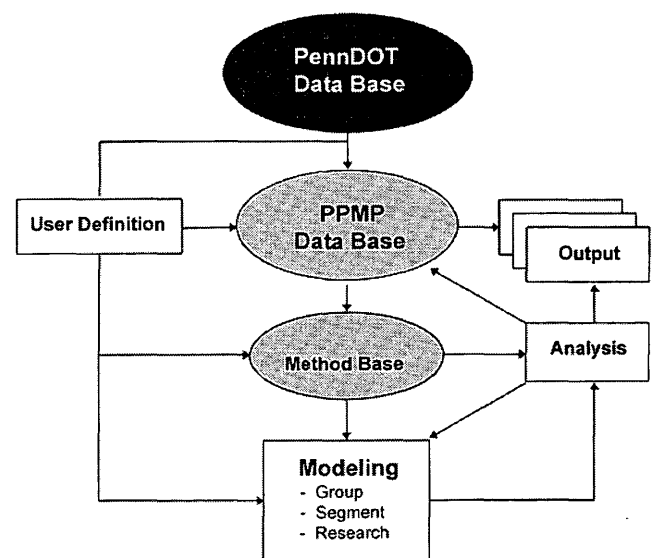 PennDOT
Data Base
User Definition
PPMP
Data Base
Output
Method Base
Analysis
Modeling
- Group
- Segment
- Research